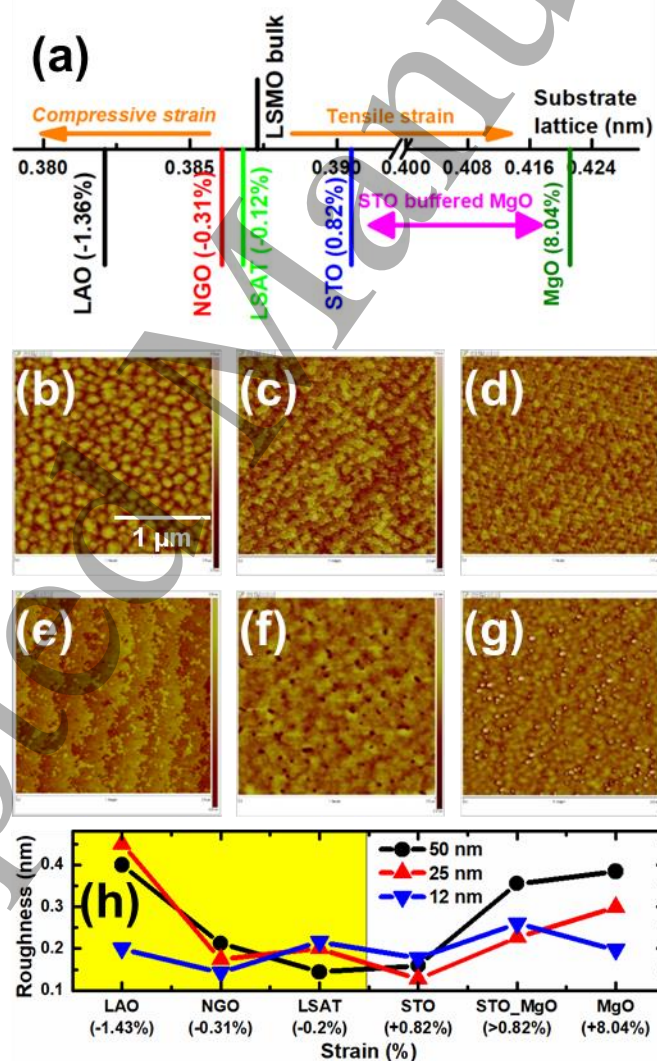 (a)
LSMO bulk
Compressive strain
Tensile strain
Substrate
lattice (nm)
0.380
0.385
0.390
0.400
0.408
0.416
0.424
LAO (-1.36%)
NGO (-0.31%)
LSAT (-0.12%)
STO (0.82%)
STO buffered MgO
MgO (8.04%)
(b)
(c)
(d)
1 µm
(e)
(f)
(g)
(h)
Roughness (nm)
0.4
0.3
0.2
0.1
50 nm
25 nm
12 nm
LAO
NGO
LSAT
STO
STO_MgO
MgO
(-1.43%)
(-0.31%)
(-0.2%)
(+0.82%)
(>0.82%)
(+8.04%)
Strain (%)